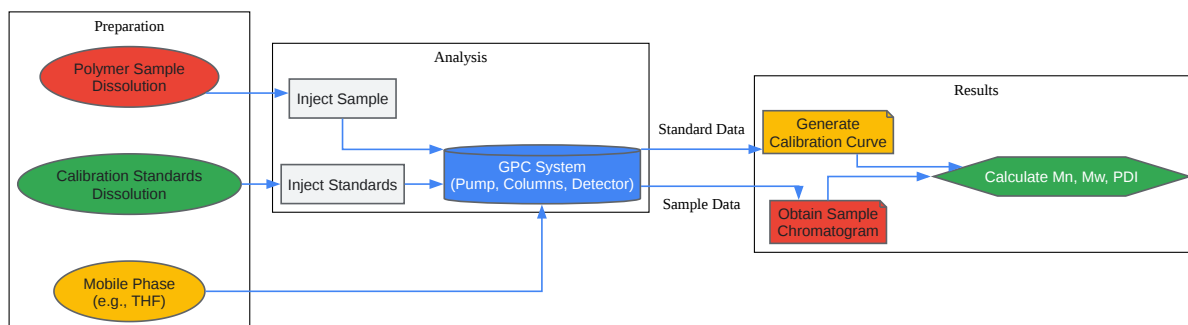 Preparation
Polymer Sample
Dissolution
Calibration Standards
Dissolution
Mobile Phase
(e.g., THF)
Analysis
Inject Sample
Inject Standards
GPC System
(Pump, Columns, Detector)
Standard Data
Sample Data
Results
Generate
Calibration Curve
Obtain Sample
Chromatogram
Calculate Mn, Mw, PDI